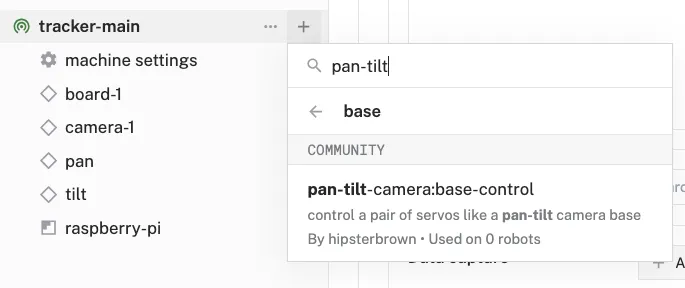 tracker-main ··· +
pan-tilt
machine settings
base
board-1
COMMUNITY
camera-1
pan
pan-tilt-camera:base-control
tilt
control a pair of servos like a pan-tilt camera base
raspberry-pi
By hipsterbrown • Used on 0 robots
+ A